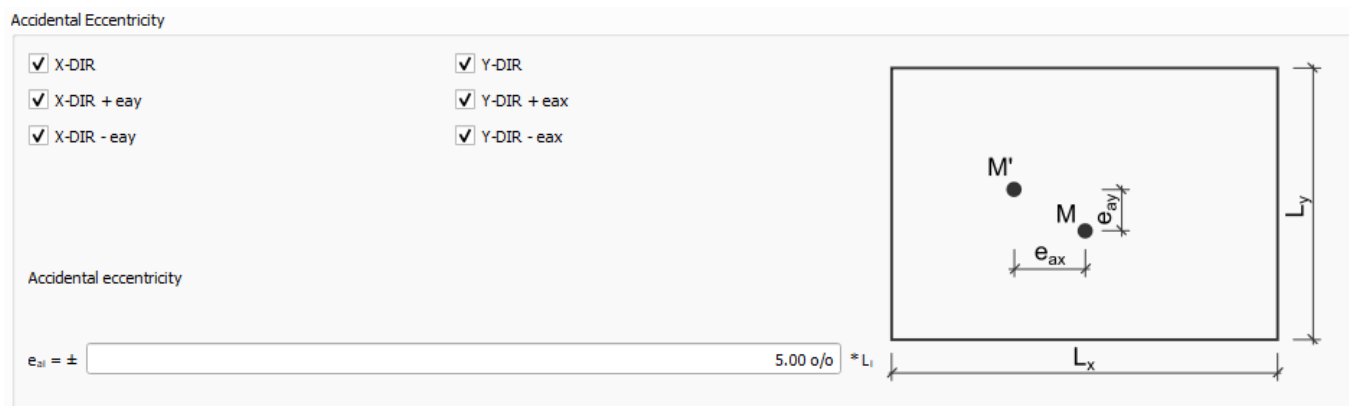 Accidental Eccentricity
X-DIR
Y-DIR
X-DIR + eay
Y-DIR + eax
X-DIR - eay
Y-DIR - eax
M'
M
eay
eax
Ly
Accidental eccentricity
eai = ± 5.00 o/o * Li
Lx